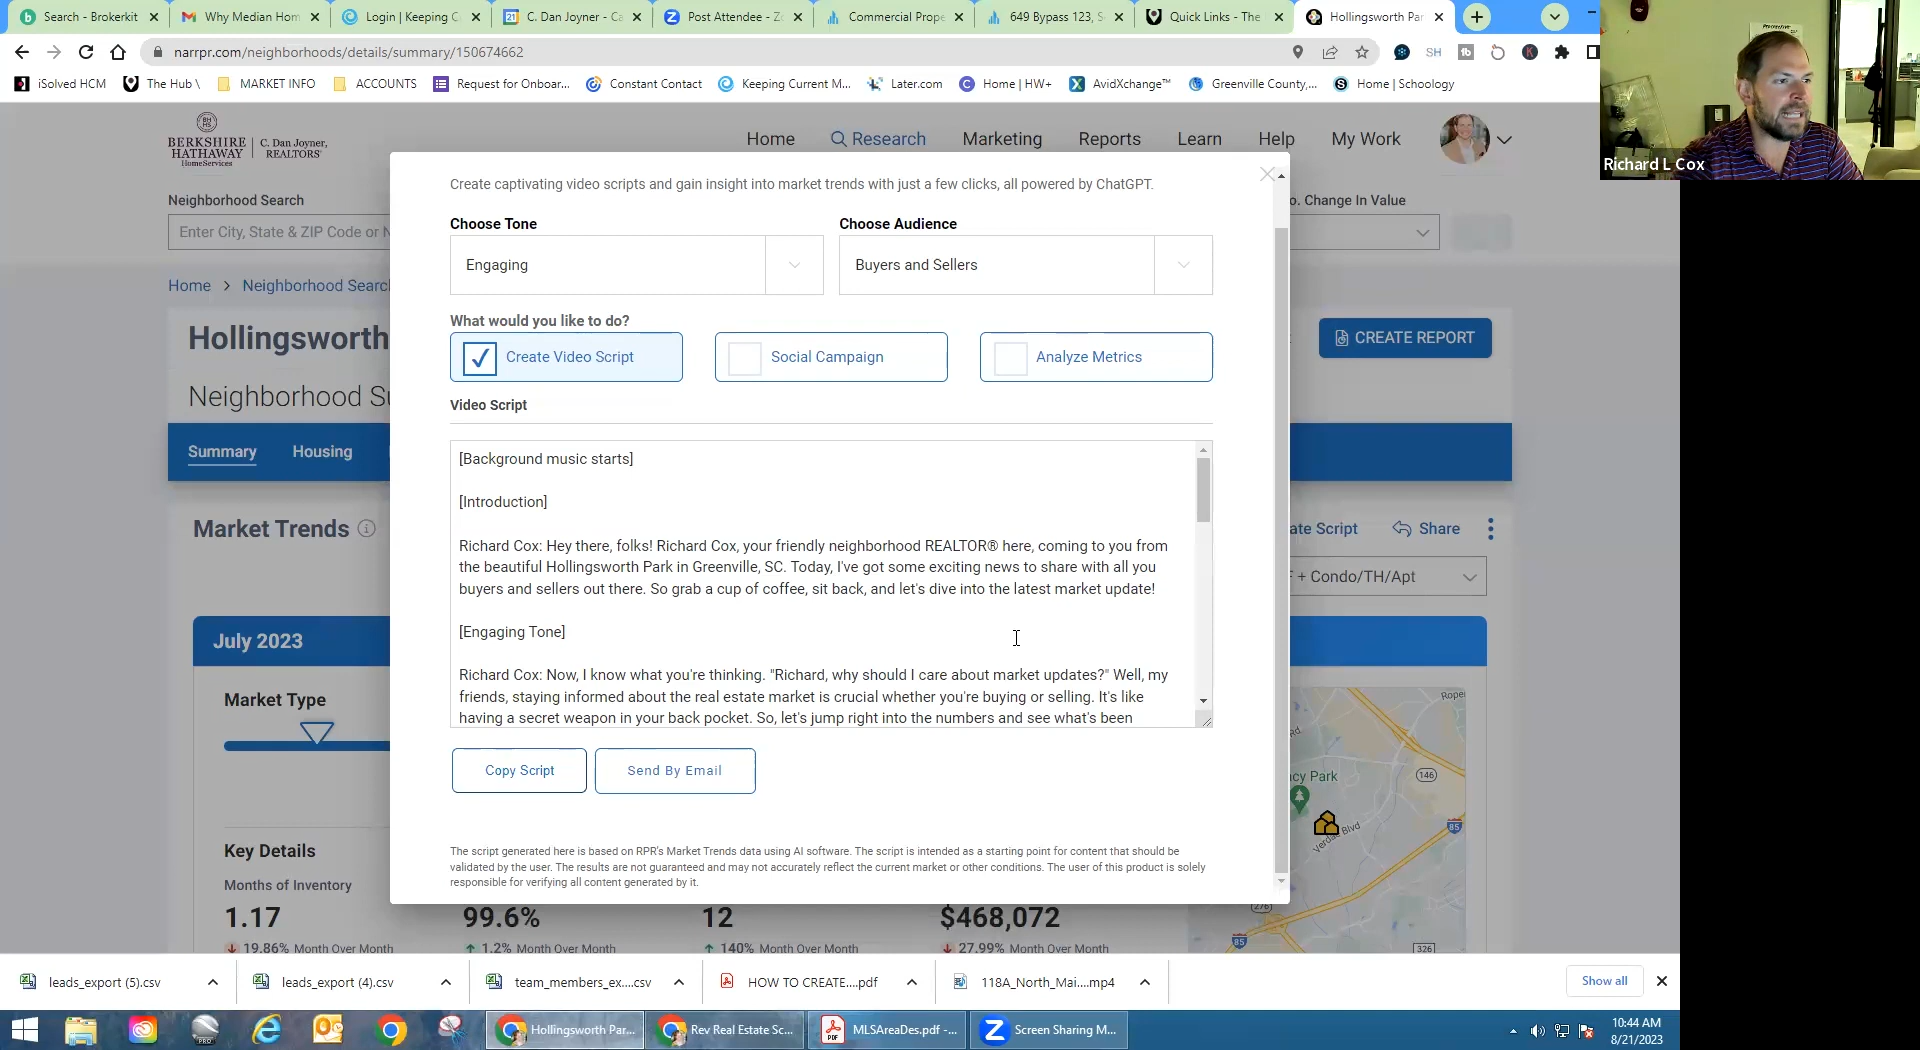 Search - Brokerkit
Why Median Hom
Login | Keeping C
C. Dan Joyner - Ca
Post Attendee - Zo
Commercial Prope
649 Bypass 123, S
Quick Links - The
Hollingsworth Par
narrpr.com/neighborhoods/details/summary/150674662
iSolved HCM
The Hub \
MARKET INFO
ACCOUNTS
Request for Onboar...
Constant Contact
Keeping Current M...
Later.com
Home | HW+
AvidXchange™
Greenville County,...
Home | Schoology
Richard L Cox
BH
HS
BERKSHIRE
HATHAWAY
HomeServices
C. Dan Joyner,
REALTORS®
Home
Research
Marketing
Reports
Learn
Help
My Work
Neighborhood Search
o. Change In Value
Enter City, State & ZIP Code or N
Home > Neighborhood Search
Hollingsworth
CREATE REPORT
Neighborhood Su
Summary
Housing
Market Trends
ate Script
Share
F + Condo/TH/Apt
July 2023
Market Type
Key Details
Months of Inventory
1.17
99.6%
12
$468,072
19.86% Month Over Month
1.2% Month Over Month
140% Month Over Month
27.99% Month Over Month
Create captivating video scripts and gain insight into market trends with just a few clicks, all powered by ChatGPT.
Choose Tone
Choose Audience
Engaging
Buyers and Sellers
What would you like to do?
Create Video Script
Social Campaign
Analyze Metrics
Video Script
[Background music starts]
[Introduction]
Richard Cox: Hey there, folks! Richard Cox, your friendly neighborhood REALTOR® here, coming to you from
the beautiful Hollingsworth Park in Greenville, SC. Today, I've got some exciting news to share with all you
buyers and sellers out there. So grab a cup of coffee, sit back, and let's dive into the latest market update!
[Engaging Tone]
Richard Cox: Now, I know what you're thinking. "Richard, why should I care about market updates?" Well, my
friends, staying informed about the real estate market is crucial whether you're buying or selling. It's like
having a secret weapon in your back pocket. So, let's jump right into the numbers and see what's been
Copy Script
Send By Email
The script generated here is based on RPR's Market Trends data using AI software. The script is intended as a starting point for content that should be
validated by the user. The results are not guaranteed and may not accurately reflect the current market or other conditions. The user of this product is solely
responsible for verifying all content generated by it.
Roper
Rd
ncy Park
146
85
Verdae Blvd
276
85
326
leads_export (5).csv
leads_export (4).csv
team_members_ex....csv
HOW TO CREATE....pdf
118A_North_Mai....mp4
Show all
Hollingsworth Par...
Rev Real Estate Sc...
MLSAreaDes.pdf -...
Screen Sharing M...
10:44 AM
8/21/2023